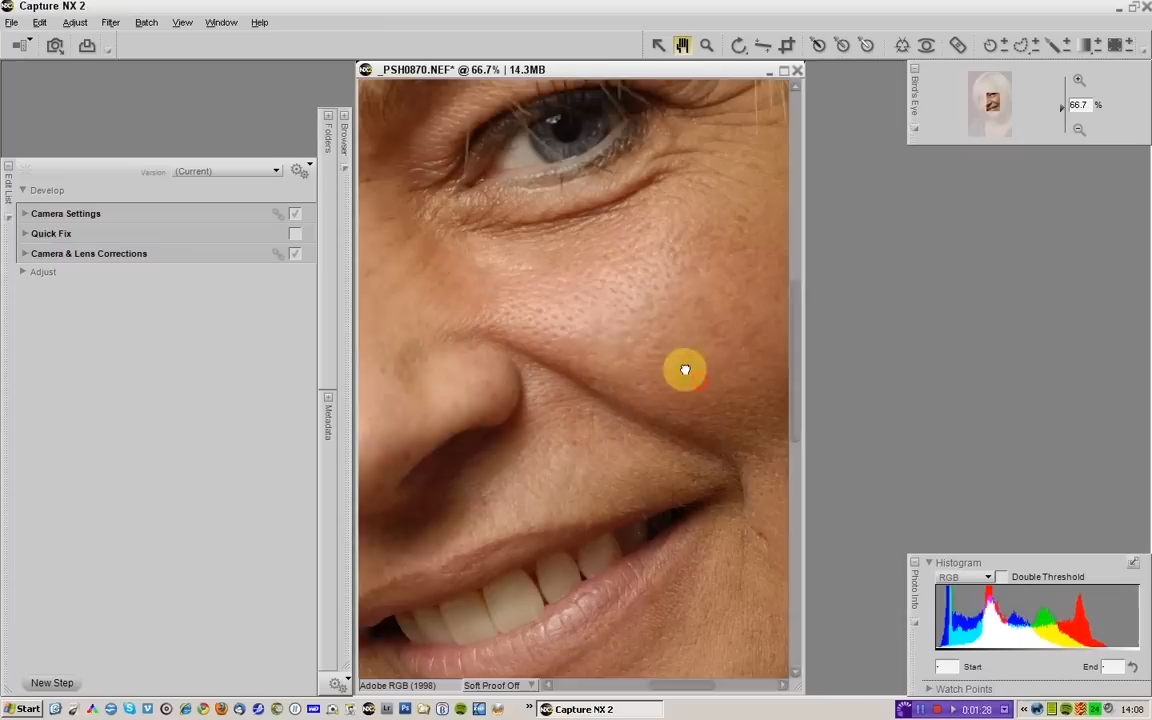 Capture NX 2
File Edit Adjust Filter Batch View Window Help
_PSH0870.NEF* @ 66.7% | 14.3MB
Bird's Eye
66.7 %
Folders
Browser
Metadata
Edit List
Version (Current)
Develop
Camera Settings
Quick Fix
Camera & Lens Corrections
Adjust
New Step
Adobe RGB (1998) Soft Proof Off
Photo Info
Histogram
RGB Double Threshold
Start End
Watch Points
Start Capture NX 2 0:01:28 24 14:08